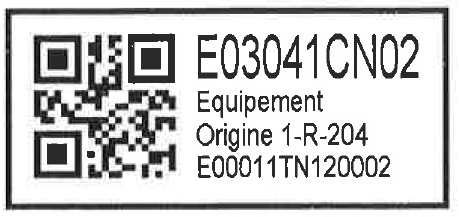 E03041CN02
Equipement
Origine 1-R-204
E00011TN120002